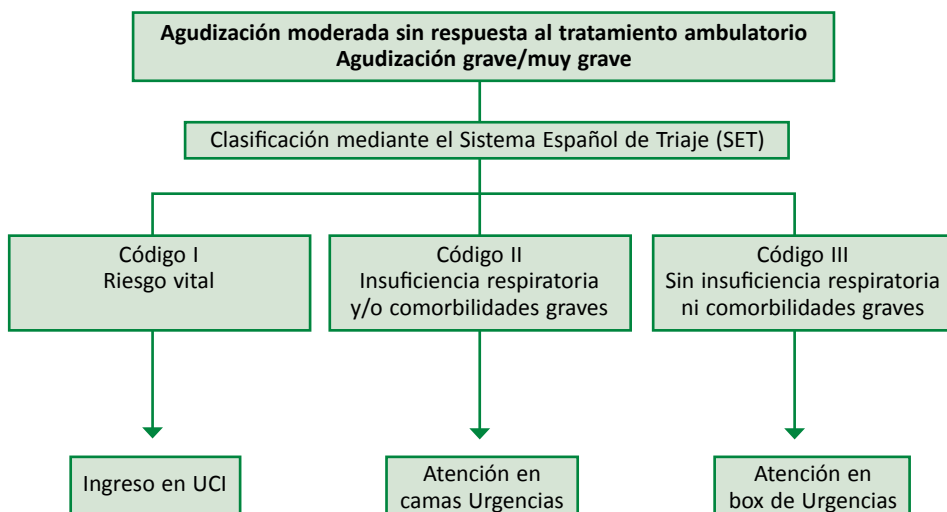 Agudización moderada sin respuesta al tratamiento ambulatorio
Agudización grave/muy grave
Clasificación mediante el Sistema Español de Triaje (SET)
Código I
Riesgo vital
Código II
Insuficiencia respiratoria
y/o comorbilidades graves
Código III
Sin insuficiencia respiratoria
ni comorbilidades graves
Ingreso en UCI
Atención en
camas Urgencias
Atención en
box de Urgencias